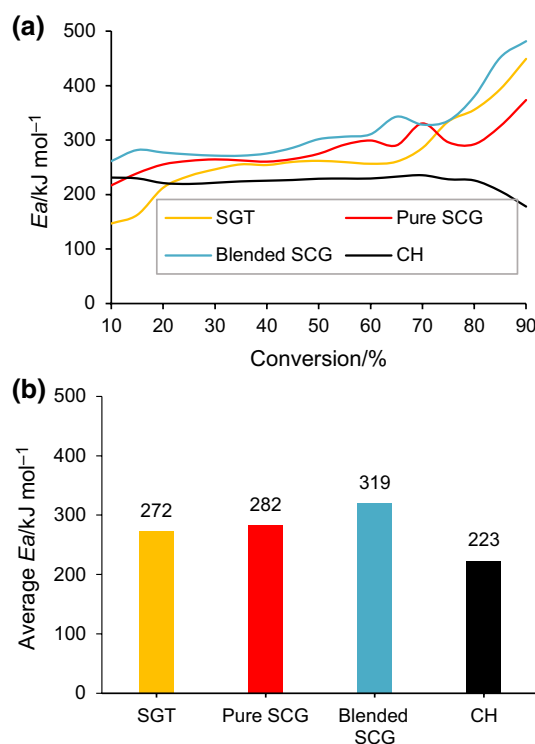 (a)
500
400
300
200
100
0
Ea/kJ mol⁻¹
SGT
Pure SCG
Blended SCG
CH
10 20 30 40 50 60 70 80 90
Conversion/%
(b)
500
400
300
200
100
0
Average Ea/kJ mol⁻¹
272
282
319
223
SGT
Pure SCG
Blended
SCG
CH